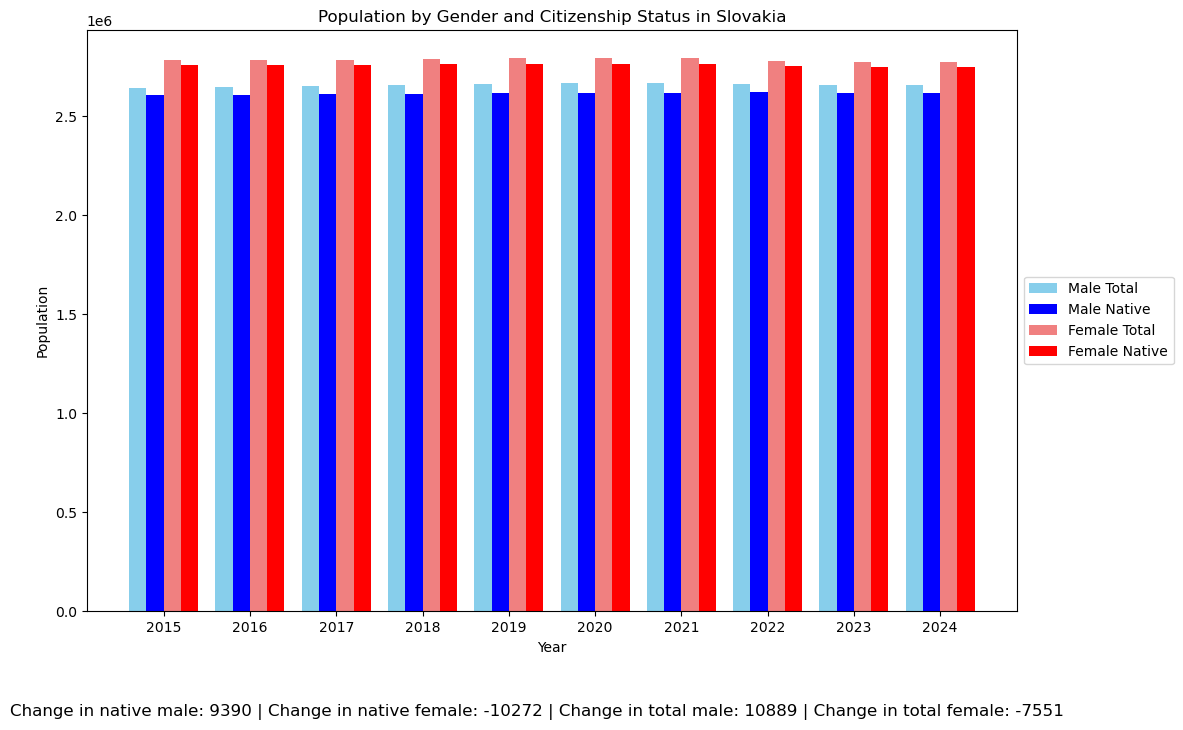 Population by Gender and Citizenship Status in Slovakia
1e6
2.5
2.0
1.5
1.0
0.5
0.0
Population
2015 2016 2017 2018 2019 2020 2021 2022 2023 2024
Year
Male Total
Male Native
Female Total
Female Native
Change in native male: 9390 | Change in native female: -10272 | Change in total male: 10889 | Change in total female: -7551